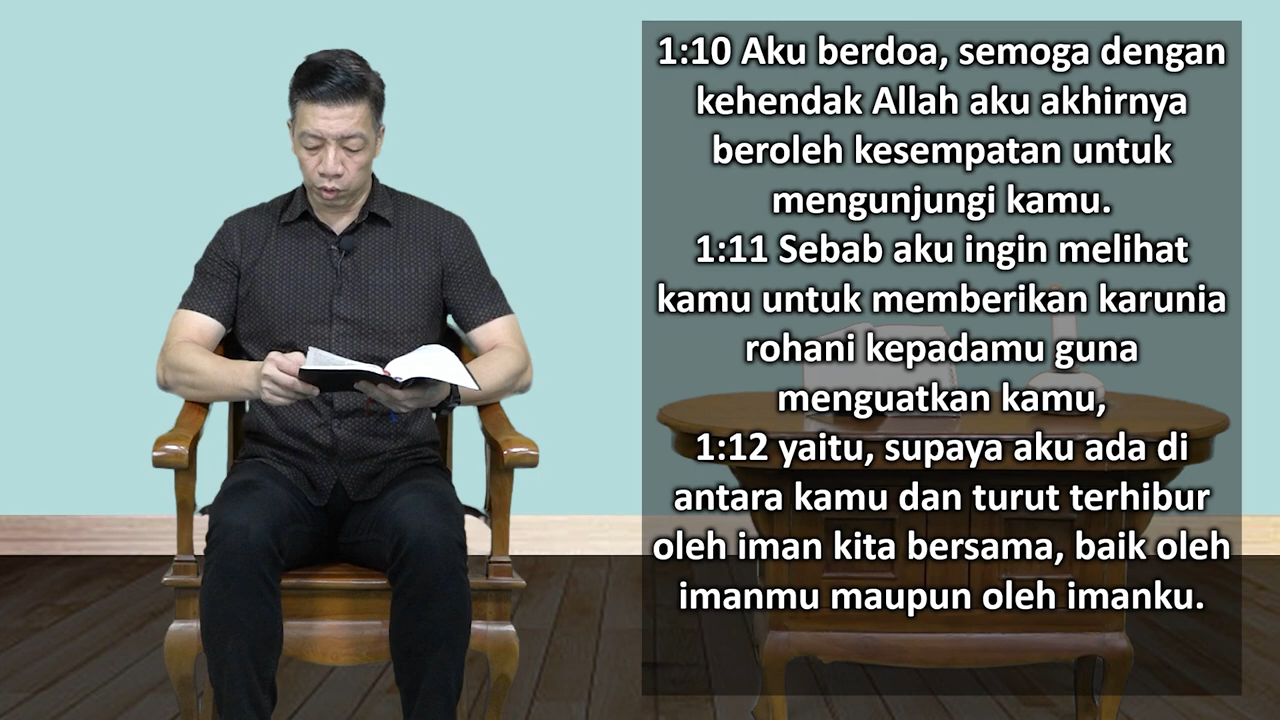 1:10 Aku berdoa, semoga dengan
kehendak Allah aku akhirnya
beroleh kesempatan untuk
mengunjungi kamu.
1:11 Sebab aku ingin melihat
kamu untuk memberikan karunia
rohani kepadamu guna
menguatkan kamu,
1:12 yaitu, supaya aku ada di
antara kamu dan turut terhibur
oleh iman kita bersama, baik oleh
imanmu maupun oleh imanku.